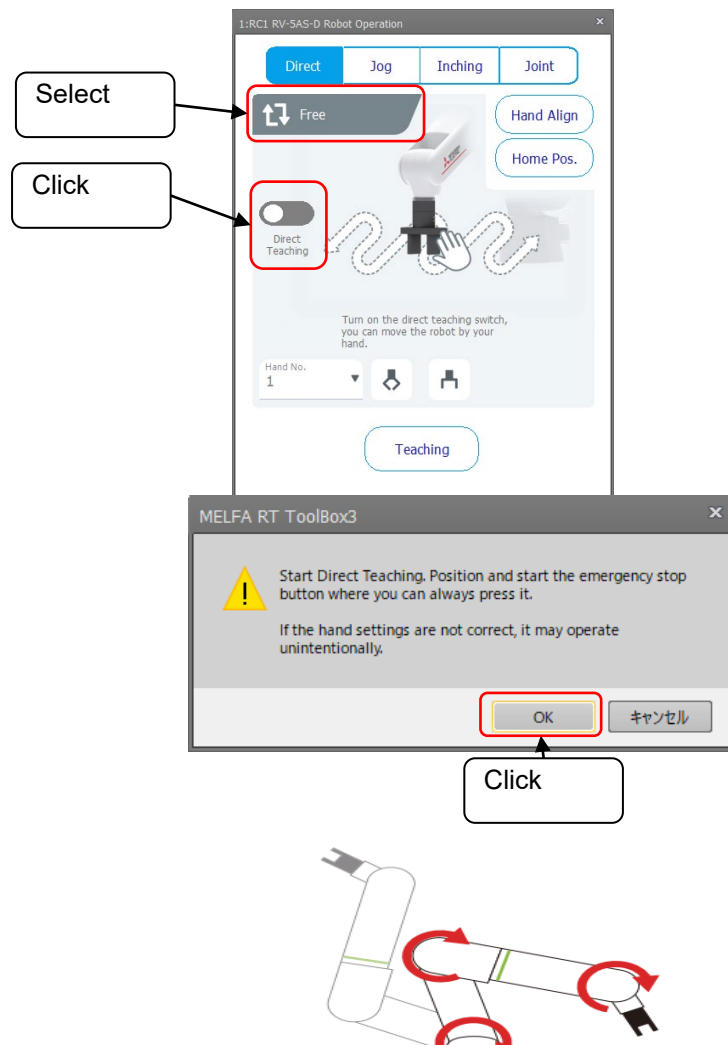 1:RC1 RV-5AS-D Robot Operation
Direct
Jog
Inching
Joint
Select
Free
Hand Align
Home Pos.
Click
Direct
Teaching
Turn on the direct teaching switch,
you can move the robot by your
hand.
Hand No.
1
Teaching
MELFA RT ToolBox3
Start Direct Teaching. Position and start the emergency stop
button where you can always press it.
If the hand settings are not correct, it may operate
unintentionally.
OK
キャンセル
Click